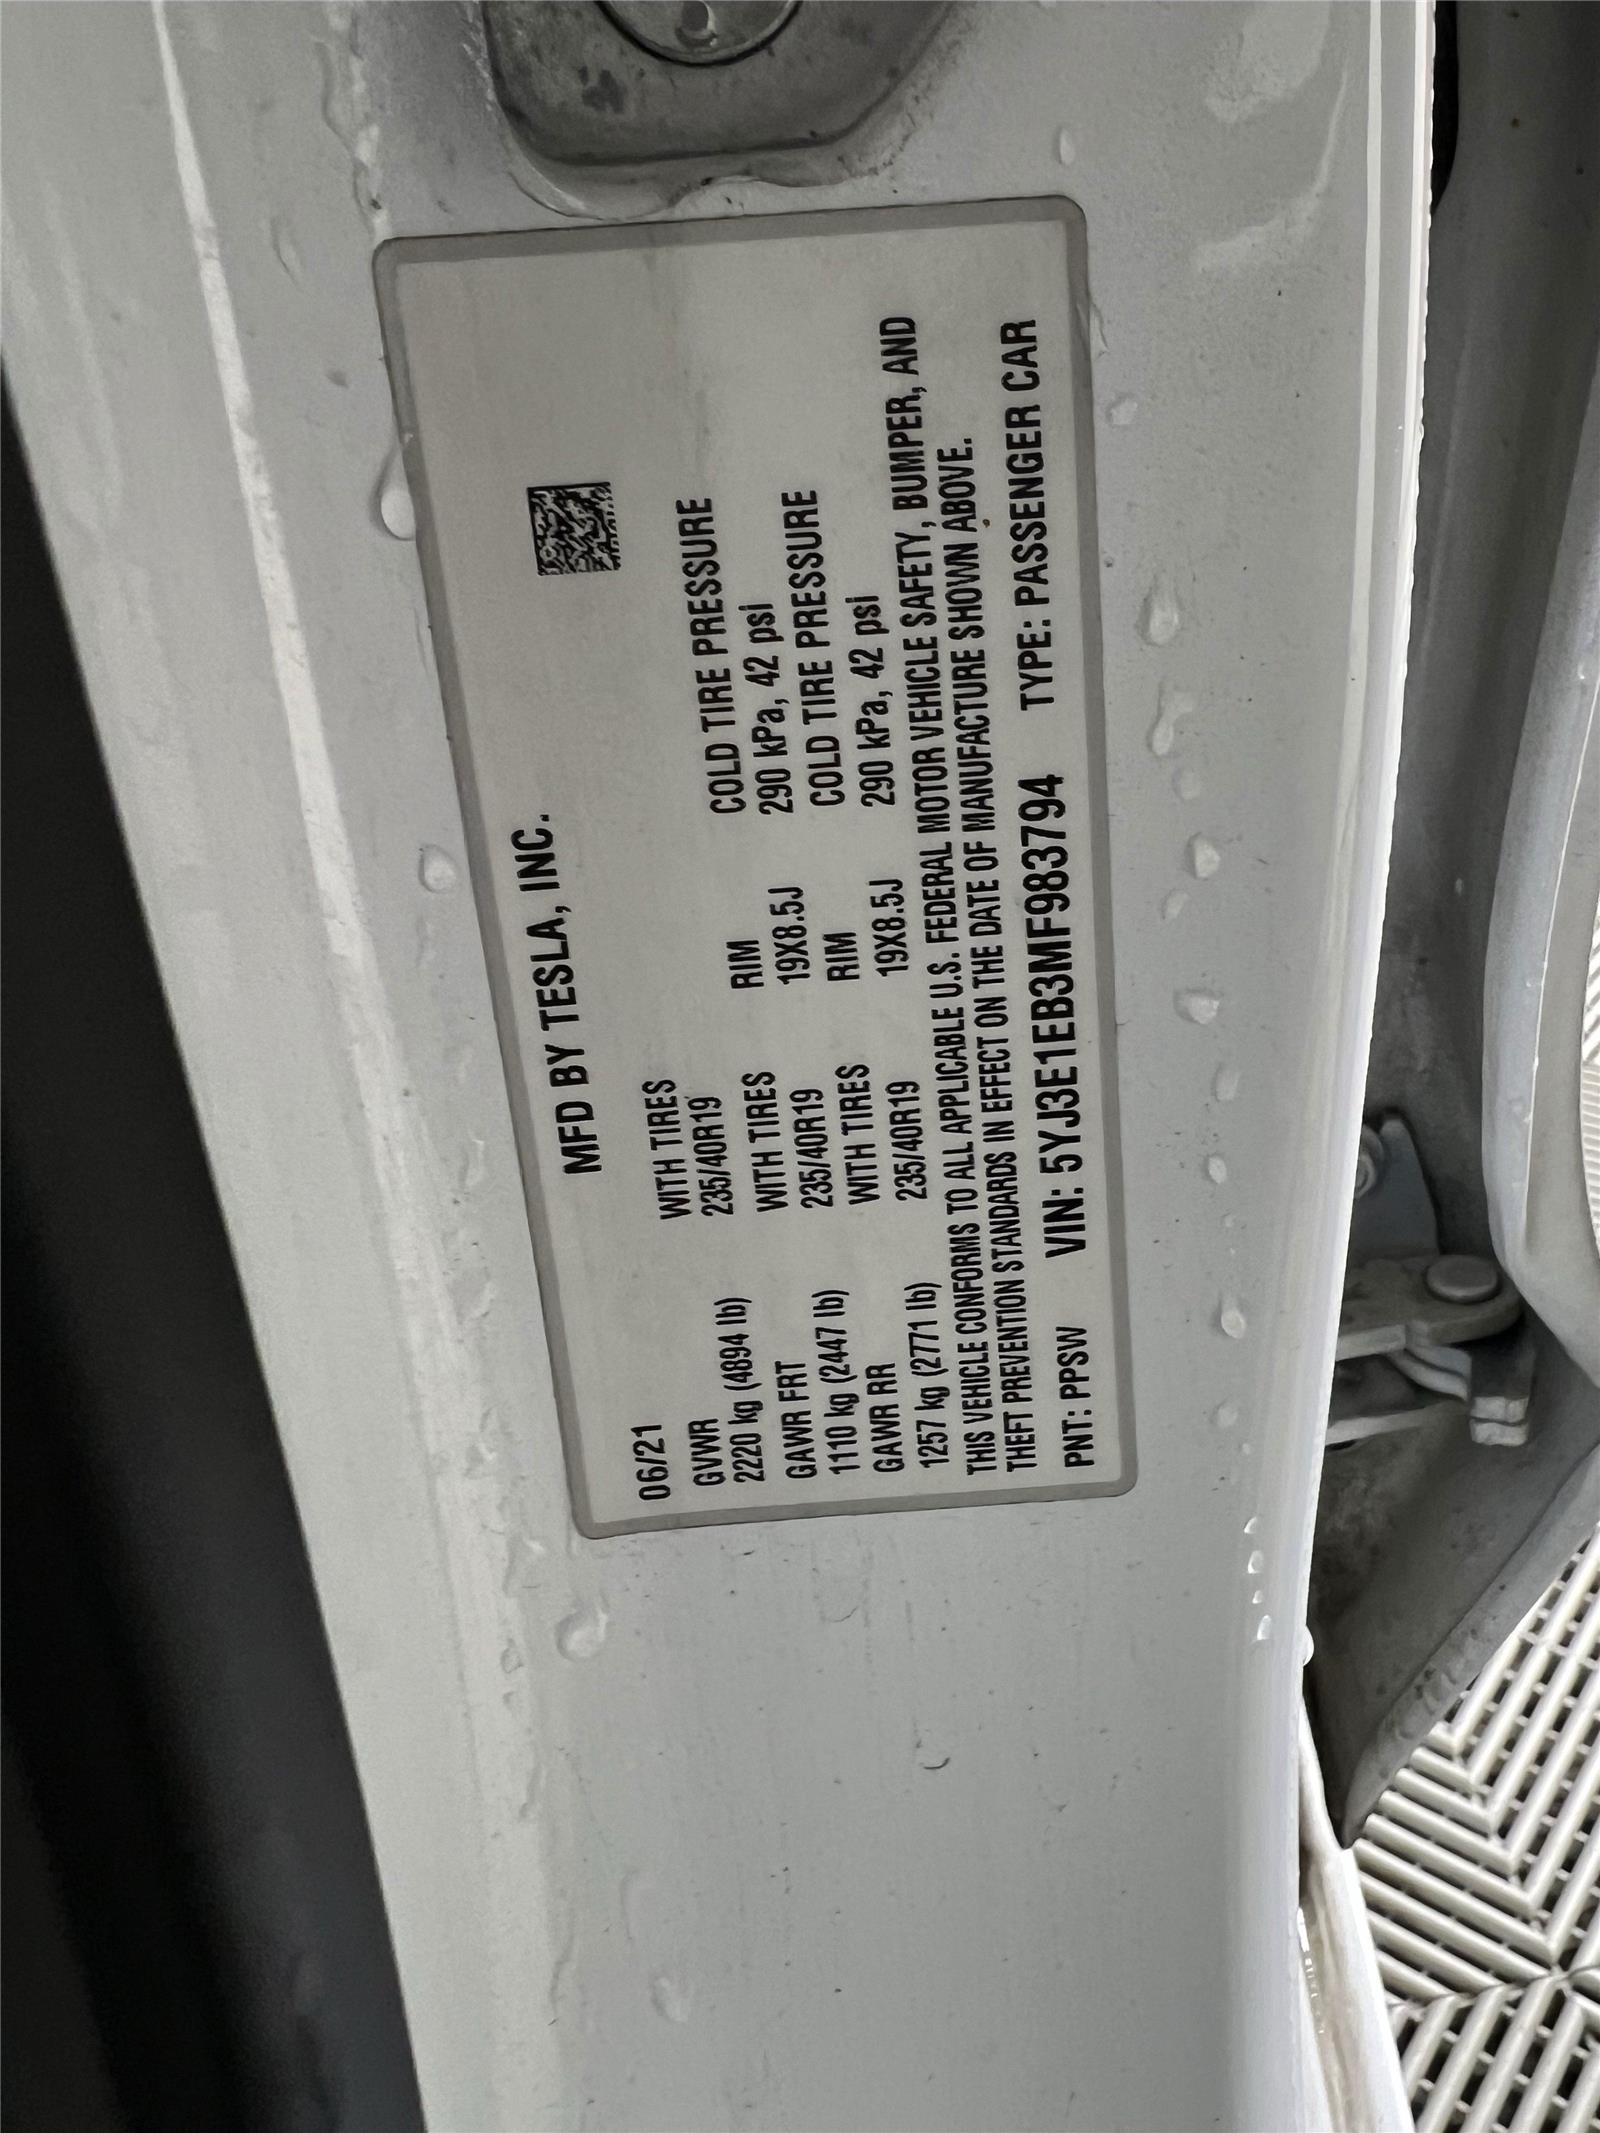 MFD BY TESLA, INC.
06/21
WITH TIRES
GVWR 235/40R19 RIM COLD TIRE PRESSURE
2220 kg (4894 lb) WITH TIRES 19X8.5J 290 kPa, 42 psi
GAWR FRT 235/40R19 RIM COLD TIRE PRESSURE
1110 kg (2447 lb) WITH TIRES 19X8.5J 290 kPa, 42 psi
GAWR RR 235/40R19
1257 kg (2771 lb)
THIS VEHICLE CONFORMS TO ALL APPLICABLE U.S. FEDERAL MOTOR VEHICLE SAFETY, BUMPER, AND
THEFT PREVENTION STANDARDS IN EFFECT ON THE DATE OF MANUFACTURE SHOWN ABOVE.
PNT: PPSW VIN: 5YJ3E1EB3MF983794 TYPE: PASSENGER CAR